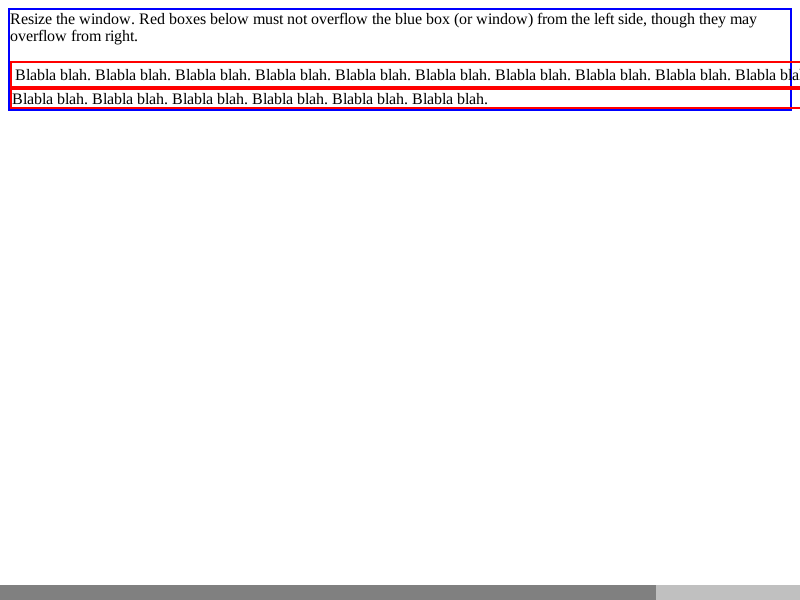 Resize the window. Red boxes below must not overflow the blue box (or window) from the left side, though they may
overflow from right.
Blabla blah. Blabla blah. Blabla blah. Blabla blah. Blabla blah. Blabla blah. Blabla blah. Blabla blah. Blabla blah. Blabla
Blabla blah. Blabla blah. Blabla blah. Blabla blah. Blabla blah. Blabla blah.